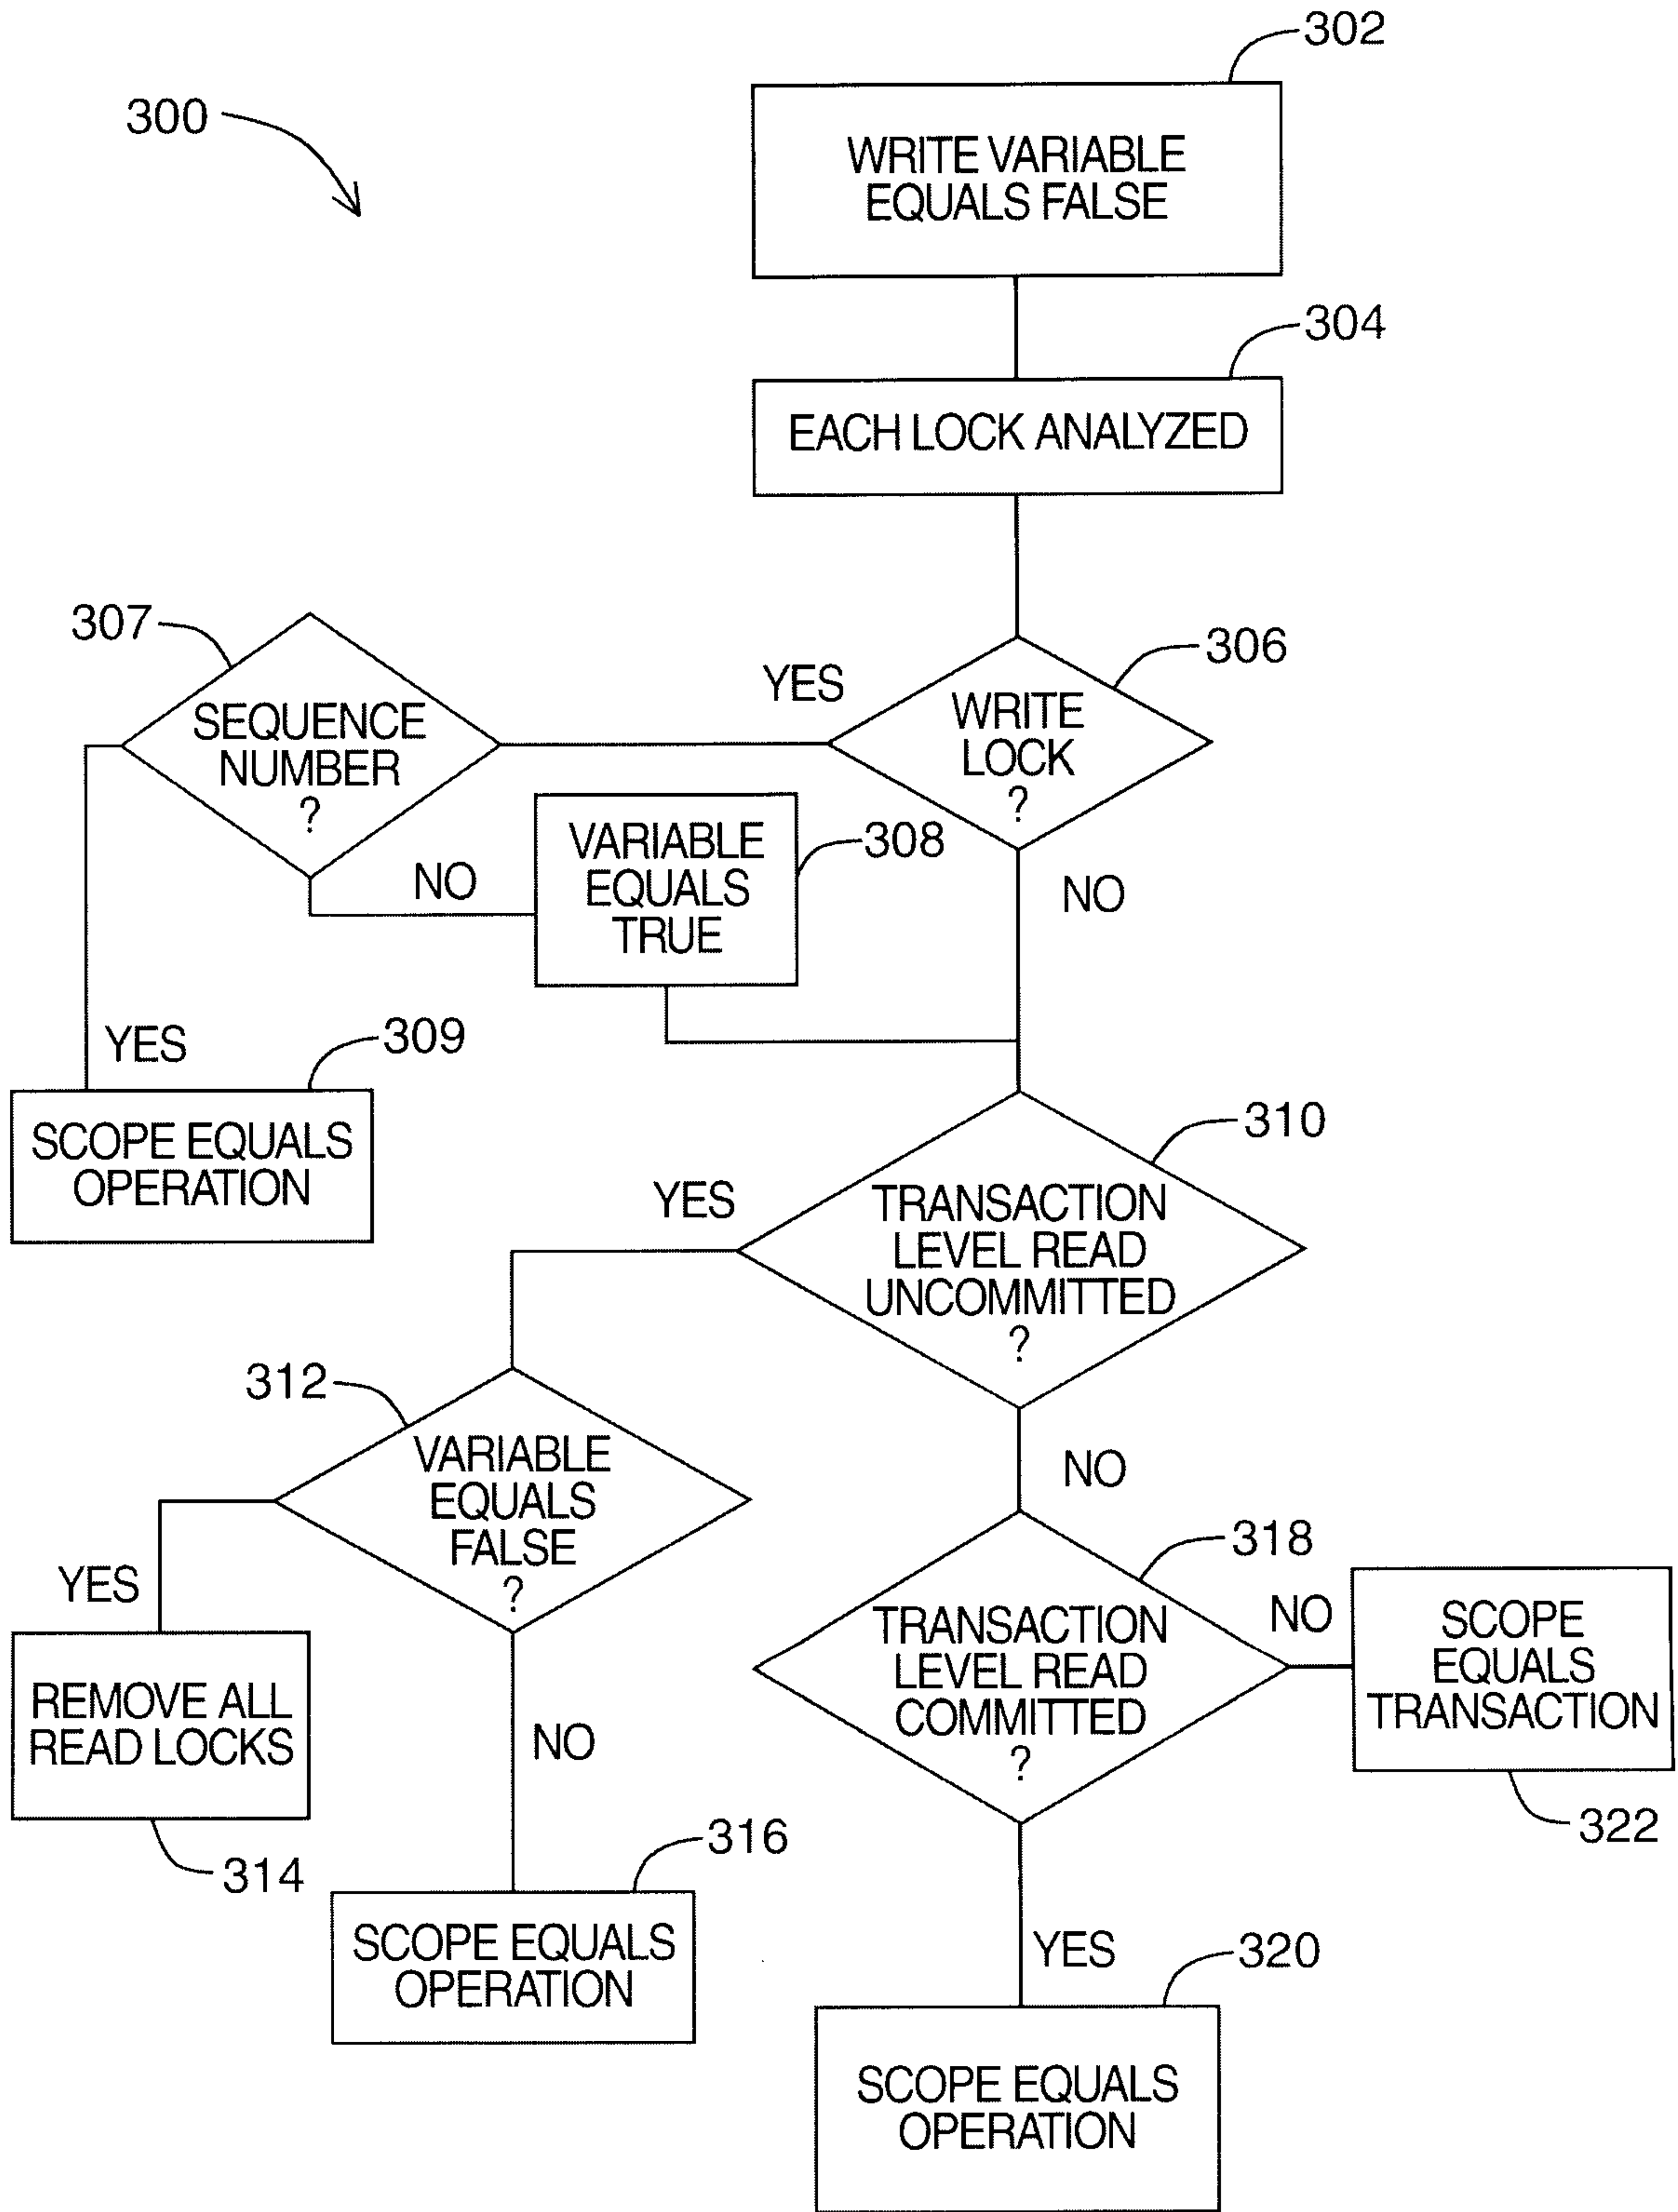 302
300
WRITE VARIABLE
EQUALS FALSE
304
EACH LOCK ANALYZED
307
306
YES
SEQUENCE
NUMBER
?
WRITE
LOCK
?
VARIABLE
EQUALS
TRUE
308
NO
NO
YES
309
SCOPE EQUALS
OPERATION
310
YES
TRANSACTION
LEVEL READ
UNCOMMITTED
?
312
VARIABLE
EQUALS
FALSE
?
NO
318
YES
NO
TRANSACTION
LEVEL READ
COMMITTED
?
SCOPE
EQUALS
TRANSACTION
REMOVE ALL
READ LOCKS
NO
322
314
316
SCOPE EQUALS
OPERATION
YES
320
SCOPE EQUALS
OPERATION